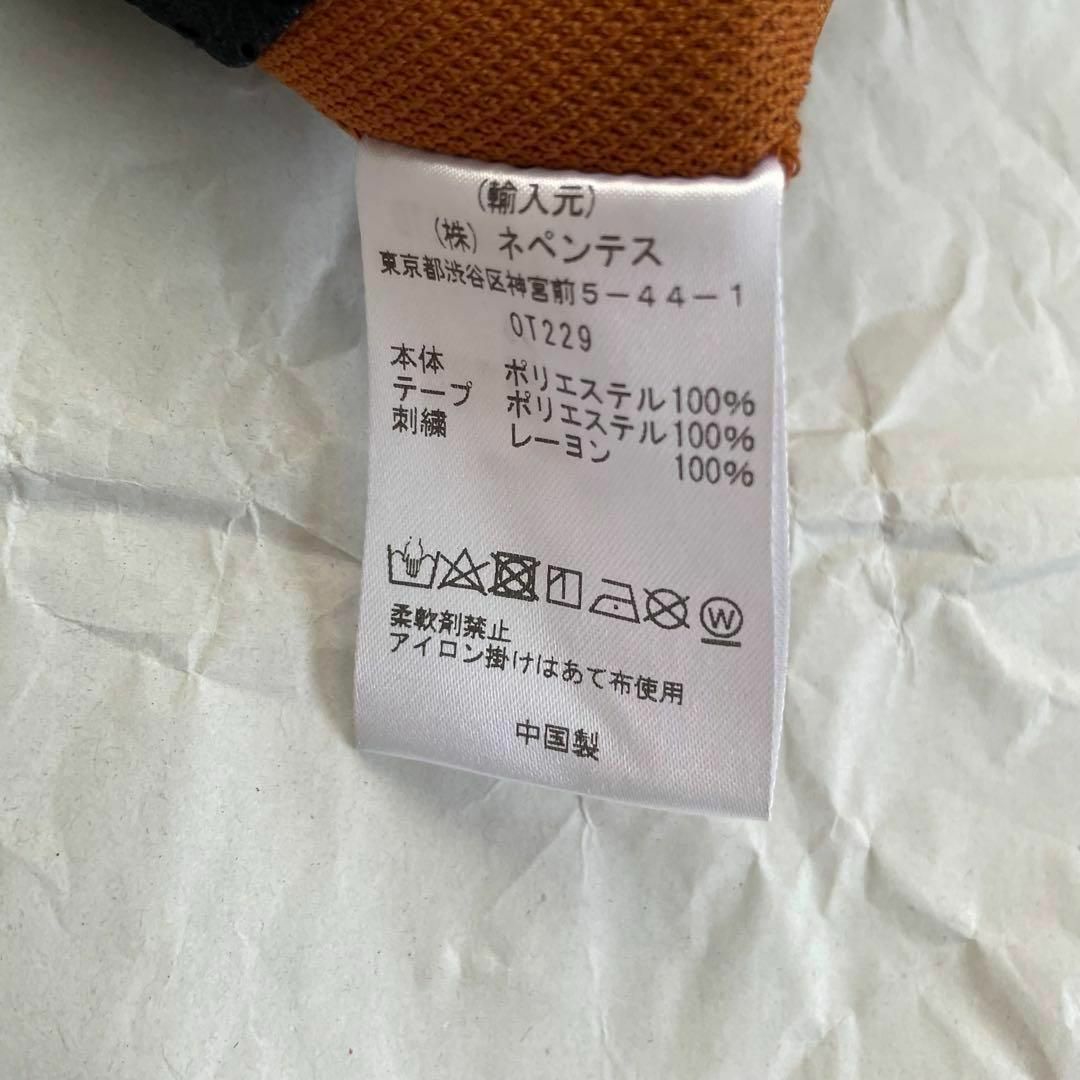 (輸入元)
(株) ネペンテス
東京都渋谷区神宮前5-44-1
OT229
本体 ポリエステル100%
テープ ポリエステル100%
刺繍 レーヨン 100%
W
柔軟剤禁止
アイロン掛けはあて布使用
中国製